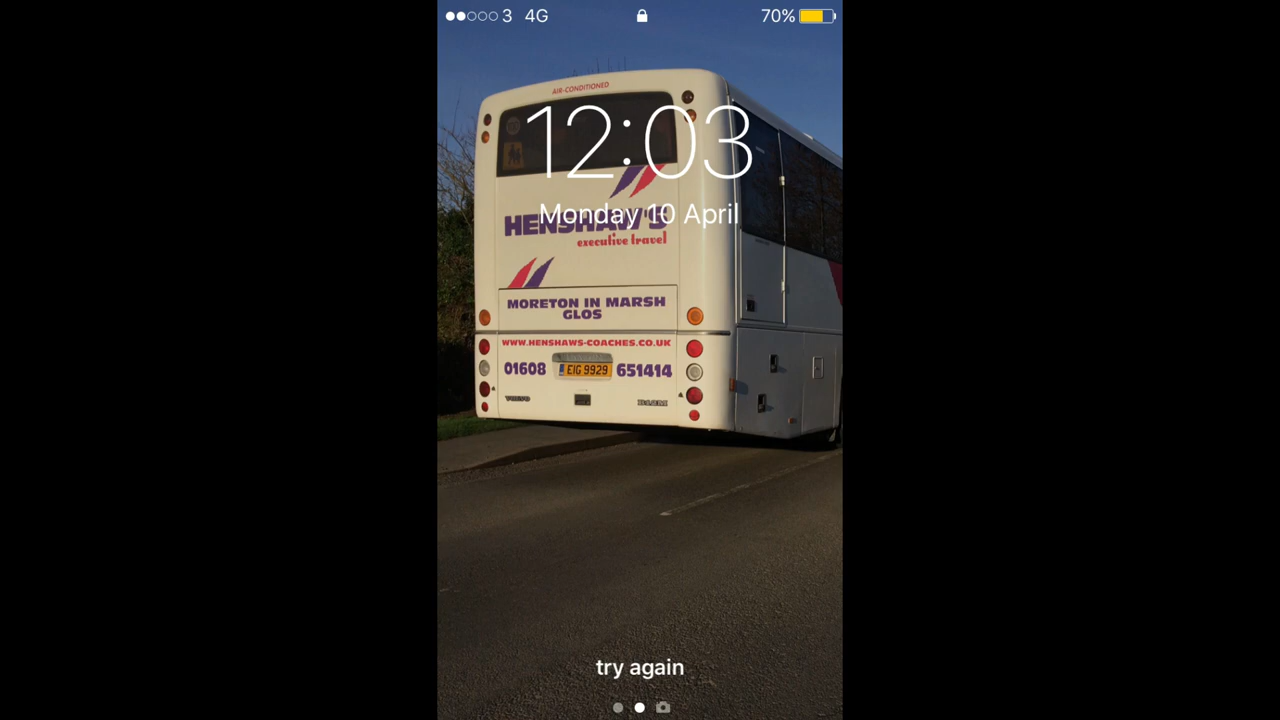 3 4G 70%
AIR-CONDITIONED
12:03
Monday 10 April
HENSHAW'S
executive travel
MORETON IN MARSH
GLOS
WWW.HENSHAWS-COACHES.CO.UK
01608 EIG 9929 651414
VOLVO
try again